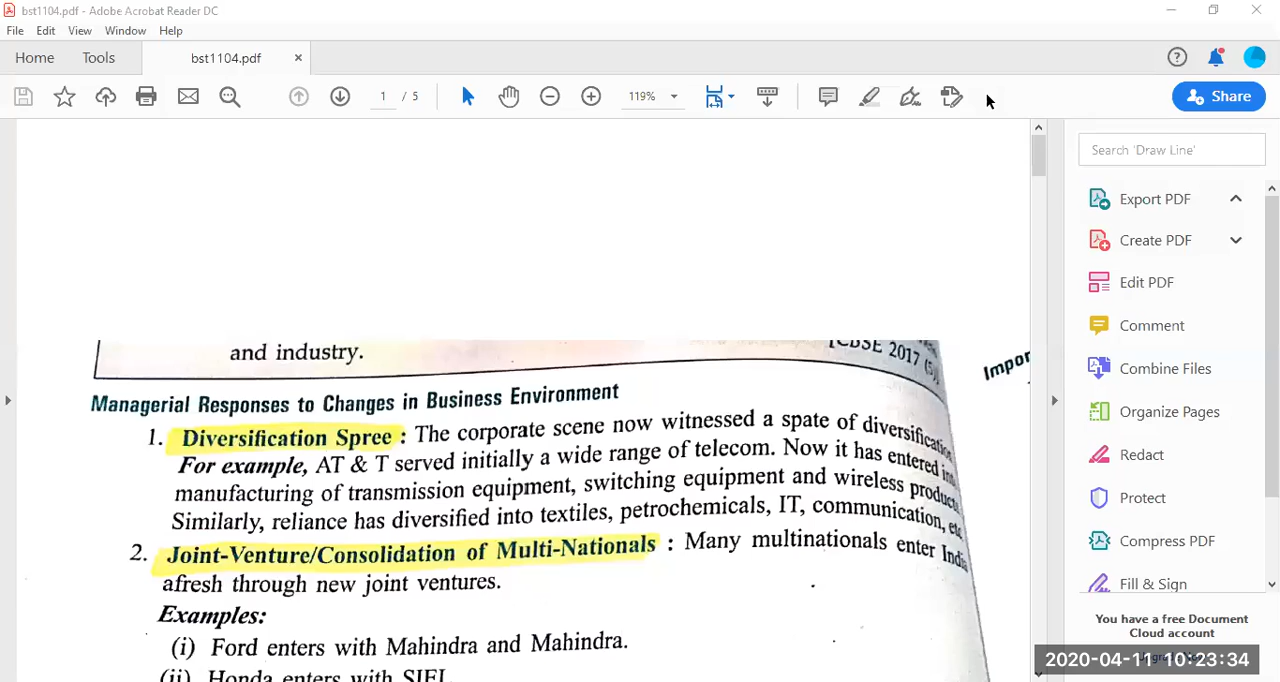 bst1104.pdf - Adobe Acrobat Reader DC
File Edit View Window Help
Home Tools bst1104.pdf ×
1 / 5 119% Share
Search 'Draw Line'
Export PDF
Create PDF
Edit PDF
Comment
Combine Files
Organize Pages
Redact
Protect
Compress PDF
Fill & Sign
You have a free Document
Cloud account
2020-04-11 10:23:34
and industry.
[CBSE 2017 (5)]
Impor
Managerial Responses to Changes in Business Environment
1. Diversification Spree : The corporate scene now witnessed a spate of diversification
For example, AT & T served initially a wide range of telecom. Now it has entered into
manufacturing of transmission equipment, switching equipment and wireless products
Similarly, reliance has diversified into textiles, petrochemicals, IT, communication, etc
2. Joint-Venture/Consolidation of Multi-Nationals : Many multinationals enter India
afresh through new joint ventures.
Examples:
(i) Ford enters with Mahindra and Mahindra.
(ii) Honda enters with SIEL